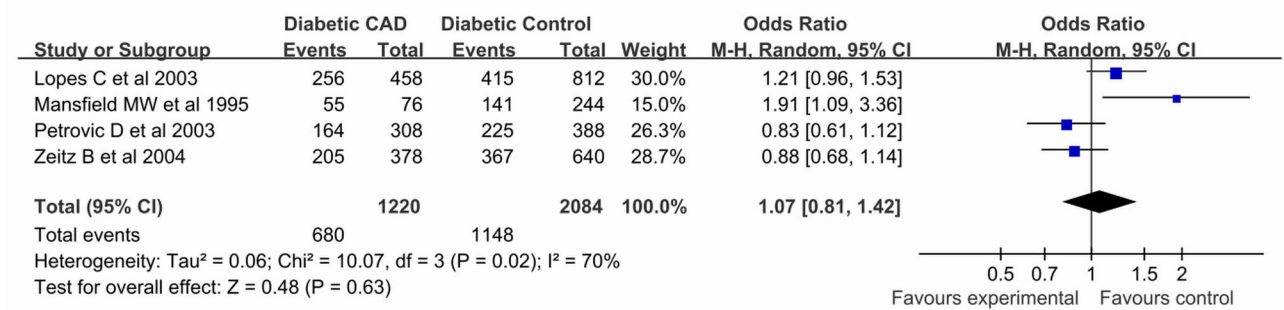 Diabetic CAD Diabetic Control Odds Ratio Odds Ratio
Study or Subgroup Events Total Events Total Weight M-H, Random, 95% CI M-H, Random, 95% CI
Lopes C et al 2003 256 458 415 812 30.0% 1.21 [0.96, 1.53]
Mansfield MW et al 1995 55 76 141 244 15.0% 1.91 [1.09, 3.36]
Petrovic D et al 2003 164 308 225 388 26.3% 0.83 [0.61, 1.12]
Zeitz B et al 2004 205 378 367 640 28.7% 0.88 [0.68, 1.14]
Total (95% CI) 1220 2084 100.0% 1.07 [0.81, 1.42]
Total events 680 1148
Heterogeneity: Tau² = 0.06; Chi² = 10.07, df = 3 (P = 0.02); I² = 70%
Test for overall effect: Z = 0.48 (P = 0.63)
0.5 0.7 1 1.5 2
Favours experimental Favours control